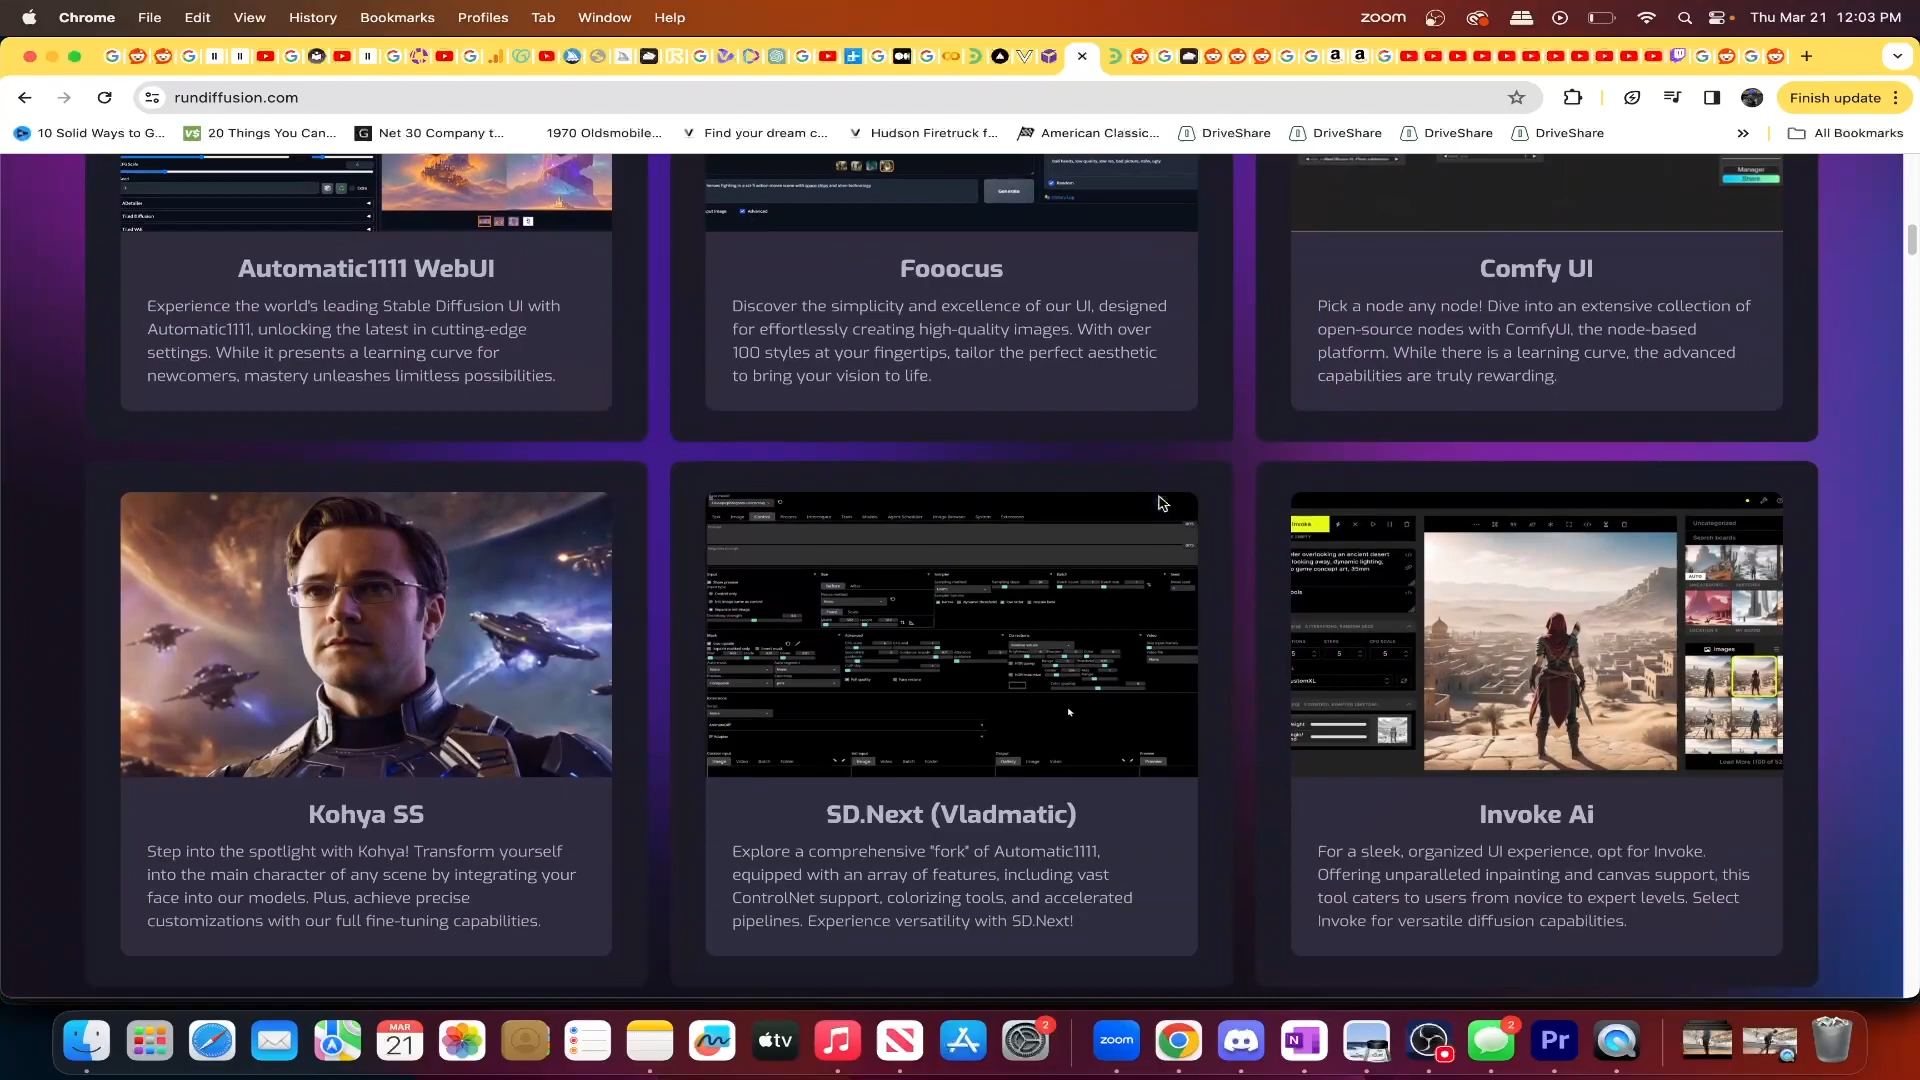 Chrome File Edit View History Bookmarks Profiles Tab Window Help
zoom Thu Mar 21 12:03 PM
rundiffusion.com
Finish update
10 Solid Ways to G... 20 Things You Can... Net 30 Company t... 1970 Oldsmobile... Find your dream c... Hudson Firetruck f... American Classic... DriveShare DriveShare DriveShare DriveShare » All Bookmarks
Generate
Manager
Share
Automatic1111 WebUI
Experience the world's leading Stable Diffusion UI with
Automatic1111, unlocking the latest in cutting-edge
settings. While it presents a learning curve for
newcomers, mastery unleashes limitless possibilities.
Fooocus
Discover the simplicity and excellence of our UI, designed
for effortlessly creating high-quality images. With over
100 styles at your fingertips, tailor the perfect aesthetic
to bring your vision to life.
Comfy UI
Pick a node any node! Dive into an extensive collection of
open-source nodes with ComfyUI, the node-based
platform. While there is a learning curve, the advanced
capabilities are truly rewarding.
Invoke
Uncategorized
Search boards
Images
Kohya SS
Step into the spotlight with Kohya! Transform yourself
into the main character of any scene by integrating your
face into our models. Plus, achieve precise
customizations with our full fine-tuning capabilities.
SD.Next (Vladmatic)
Explore a comprehensive "fork" of Automatic1111,
equipped with an array of features, including vast
ControlNet support, colorizing tools, and accelerated
pipelines. Experience versatility with SD.Next!
Invoke Ai
For a sleek, organized UI experience, opt for Invoke.
Offering unparalleled inpainting and canvas support, this
tool caters to users from novice to expert levels. Select
Invoke for versatile diffusion capabilities.
MAR
21
tv
2
zoom
N
2
Pr